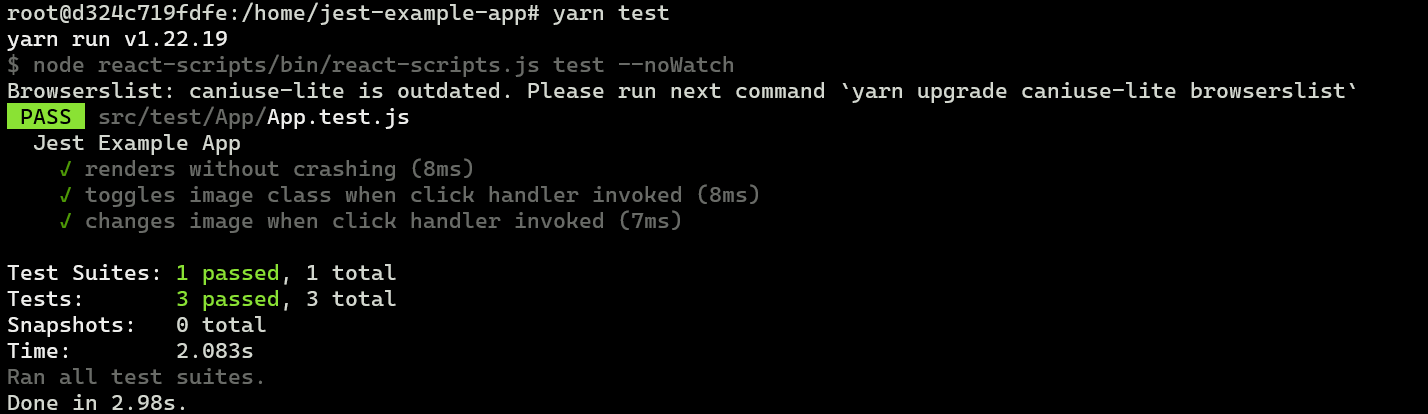 root@d324c719fdfe:/home/jest-example-app# yarn test
yarn run v1.22.19
$ node react-scripts/bin/react-scripts.js test --noWatch
Browserslist: caniuse-lite is outdated. Please run next command `yarn upgrade caniuse-lite browserslist`
PASS src/test/App/App.test.js
Jest Example App
✓ renders without crashing (8ms)
✓ toggles image class when click handler invoked (8ms)
✓ changes image when click handler invoked (7ms)
Test Suites: 1 passed, 1 total
Tests: 3 passed, 3 total
Snapshots: 0 total
Time: 2.083s
Ran all test suites.
Done in 2.98s.